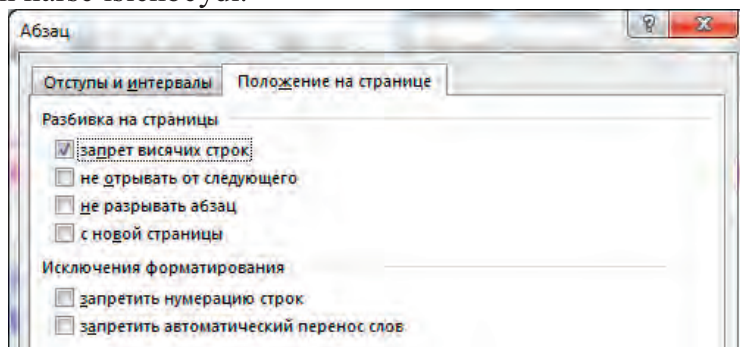 Абзац
Отступы и интервалы Положение на странице
Разбивка на страницы
запрет висячих строк
не отрывать от следующего
не разрывать абзац
с новой страницы
Исключения форматирования
запретить нумерацию строк
запретить автоматический перенос слов